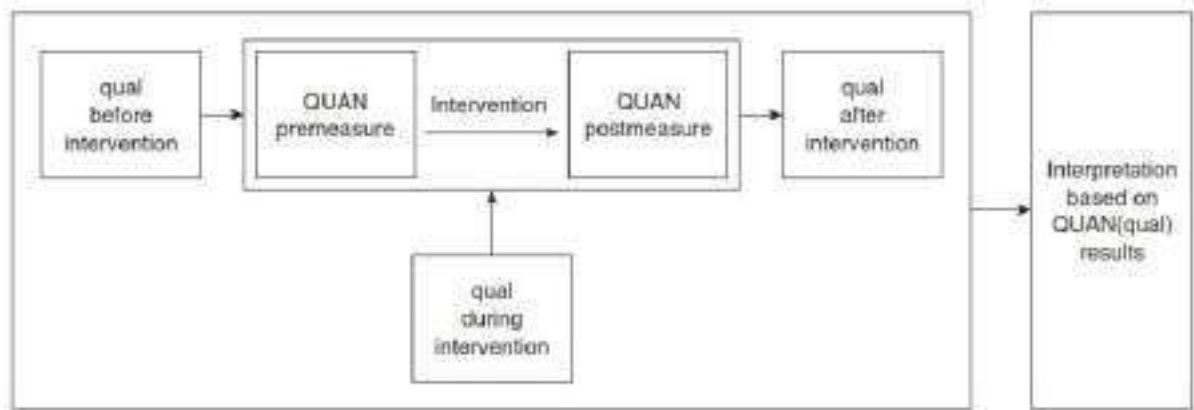 qual
before
intervention
QUAN
premeasure
Intervention
QUAN
postmeasure
qual
after
intervention
qual
during
intervention
Interpretation
based on
QUAN(qual)
results